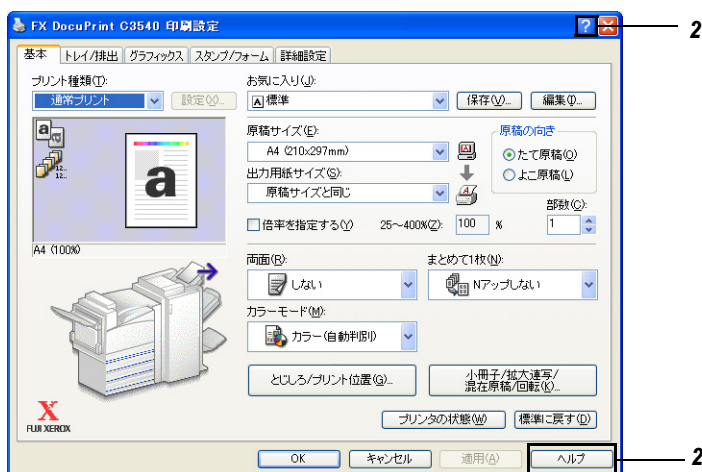 FX DocuPrint C3540 印刷設定
2
基本 トレイ/排出 グラフィックス スタンプ/フォーム 詳細設定
プリント種類(T):
通常プリント
設定(X)...
お気に入り(J):
A 標準
保存(V)...
編集(I)...
a
a
12..
12..
a
A4 (100%)
原稿サイズ(E):
A4 (210x297mm)
原稿の向き
たて原稿(O)
よこ原稿(L)
出力用紙サイズ(S):
原稿サイズと同じ
倍率を指定する(Y)
25～400%(Z):
100 %
部数(C):
1
両面(R):
しない
まとめて1枚(N):
Nアップしない
カラーモード(M):
カラー(自動判別)
とじしろ/プリント位置(G)...
小冊子/拡大連写/
混在原稿/回転(K)...
X
FUJI XEROX
プリンタの状態(W)
標準に戻す(D)
OK
キャンセル
適用(A)
ヘルプ
2